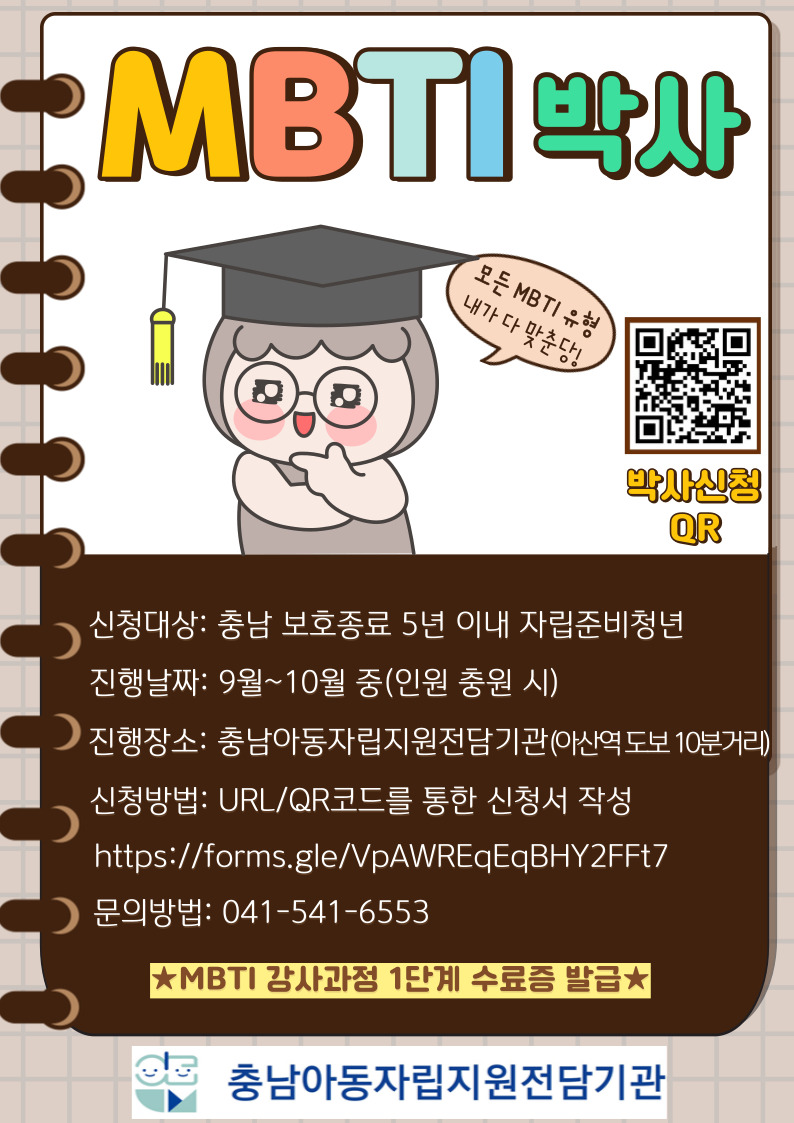 MBTI 박사
모든 MBTI 유형
내가 다 맞춘당!
박사신청
QR
신청대상: 충남 보호종료 5년 이내 자립준비청년
진행날짜: 9월~10월 중(인원 충원 시)
진행장소: 충남아동자립지원전담기관(아산역 도보 10분거리)
신청방법: URL/QR코드를 통한 신청서 작성
https://forms.gle/VpAWREqEqBHY2FFt7
문의방법: 041-541-6553
★MBTI 강사과정 1단계 수료증 발급★
충남아동자립지원전담기관